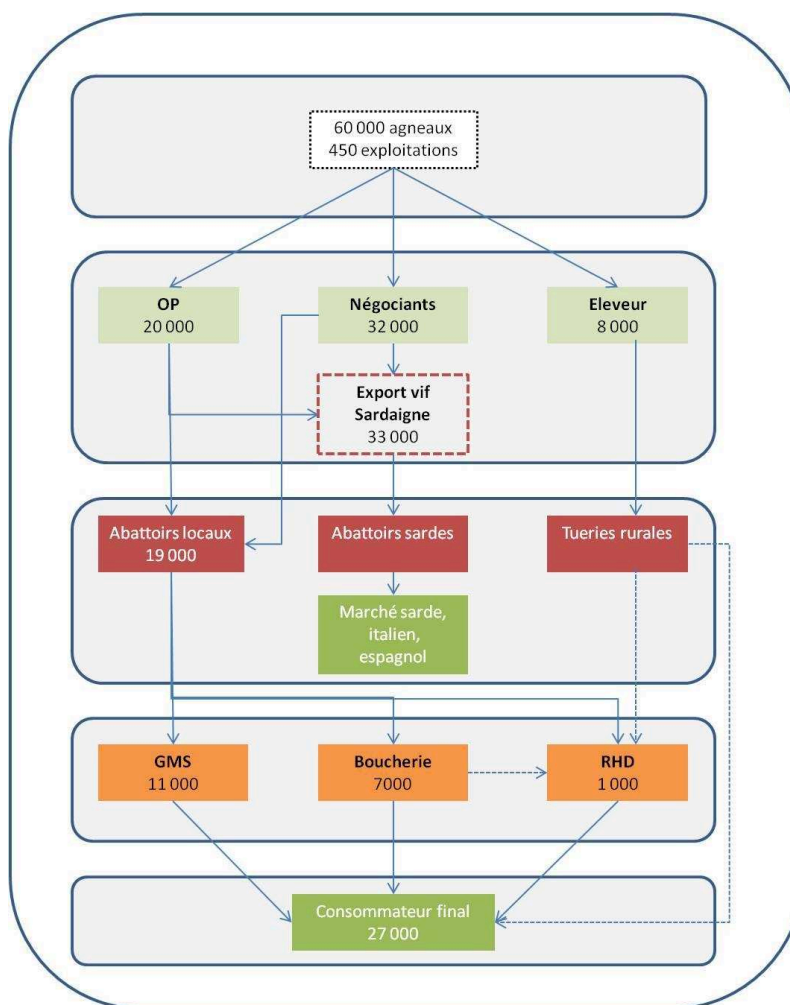 60 000 agneaux
450 exploitations
OP
20 000
Négociants
32 000
Eleveur
8 000
Export vif
Sardaigne
33 000
Abattoirs locaux
19 000
Abattoirs sardes
Tueries rurales
Marché sarde,
italien,
espagnol
GMS
11 000
Boucherie
7000
RHD
1 000
Consommateur final
27 000